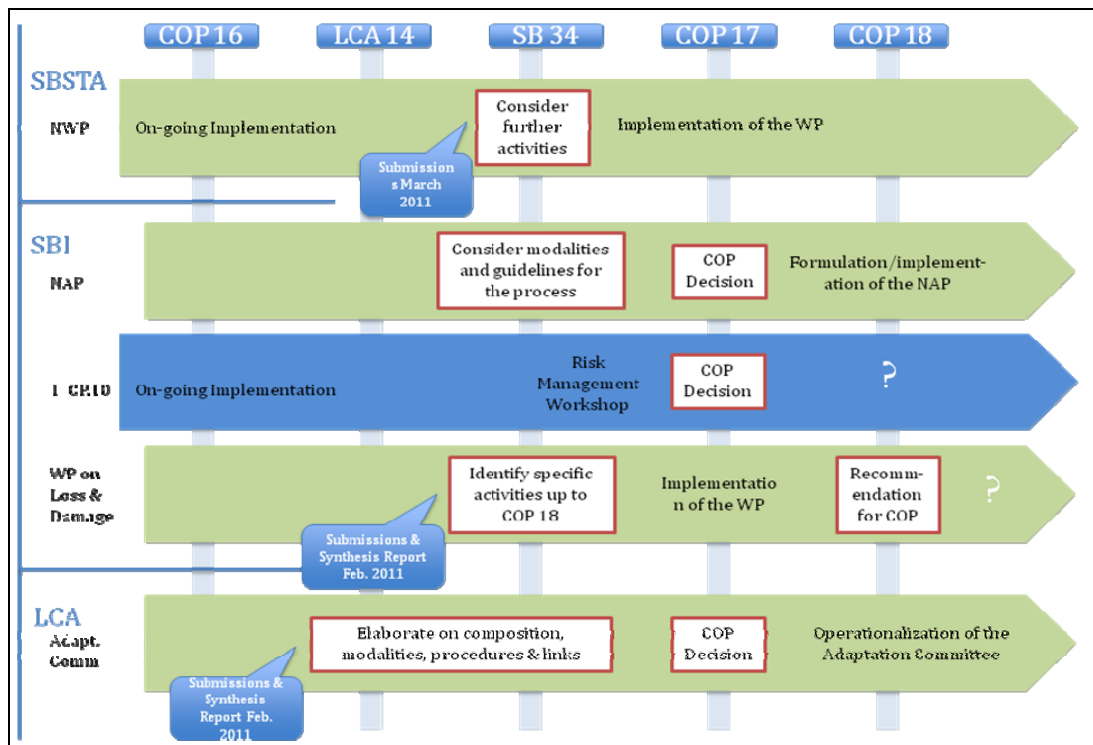 COP 16
LCA 14
SB 34
COP 17
COP 18
SBSTA
NWP
On-going Implementation
Consider
further
activities
Implementation of the WP
Submission
s March
2011
SBI
NAP
Consider modalities
and guidelines for
the process
COP
Decision
Formulation/implement-
ation of the NAP
On-going Implementation
Risk
Management
Workshop
COP
Decision
?
WP on
Loss &
Damage
Identify specific
activities up to
COP 18
Implementatio
n of the WP
Recomm-
endation
for COP
?
Submissions &
Synthesis Report
Feb. 2011
LCA
Adapt.
Comm
Elaborate on composition,
modalities, procedures & links
COP
Decision
Operationalization of the
Adaptation Committee
Submissions &
Synthesis
Report Feb.
2011